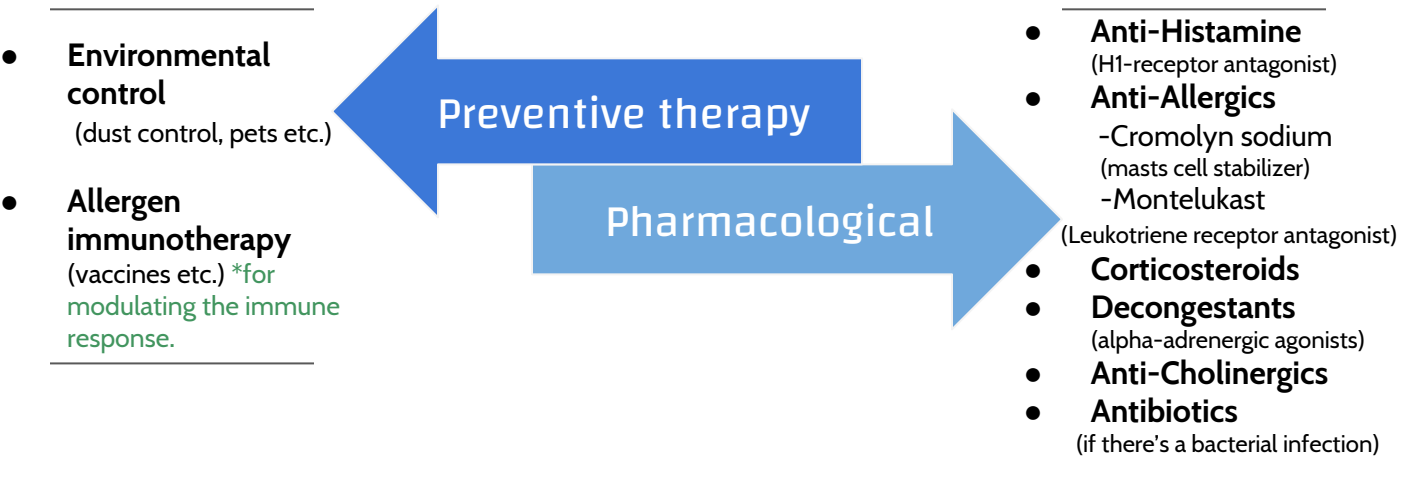 ● Environmental
control
(dust control, pets etc.)
● Allergen
immunotherapy
(vaccines etc.) *for
modulating the immune
response.
Preventive therapy
Pharmacological
● Anti-Histamine
(H1-receptor antagonist)
● Anti-Allergics
-Cromolyn sodium
(masts cell stabilizer)
-Montelukast
(Leukotriene receptor antagonist)
● Corticosteroids
● Decongestants
(alpha-adrenergic agonists)
● Anti-Cholinergics
● Antibiotics
(if there's a bacterial infection)